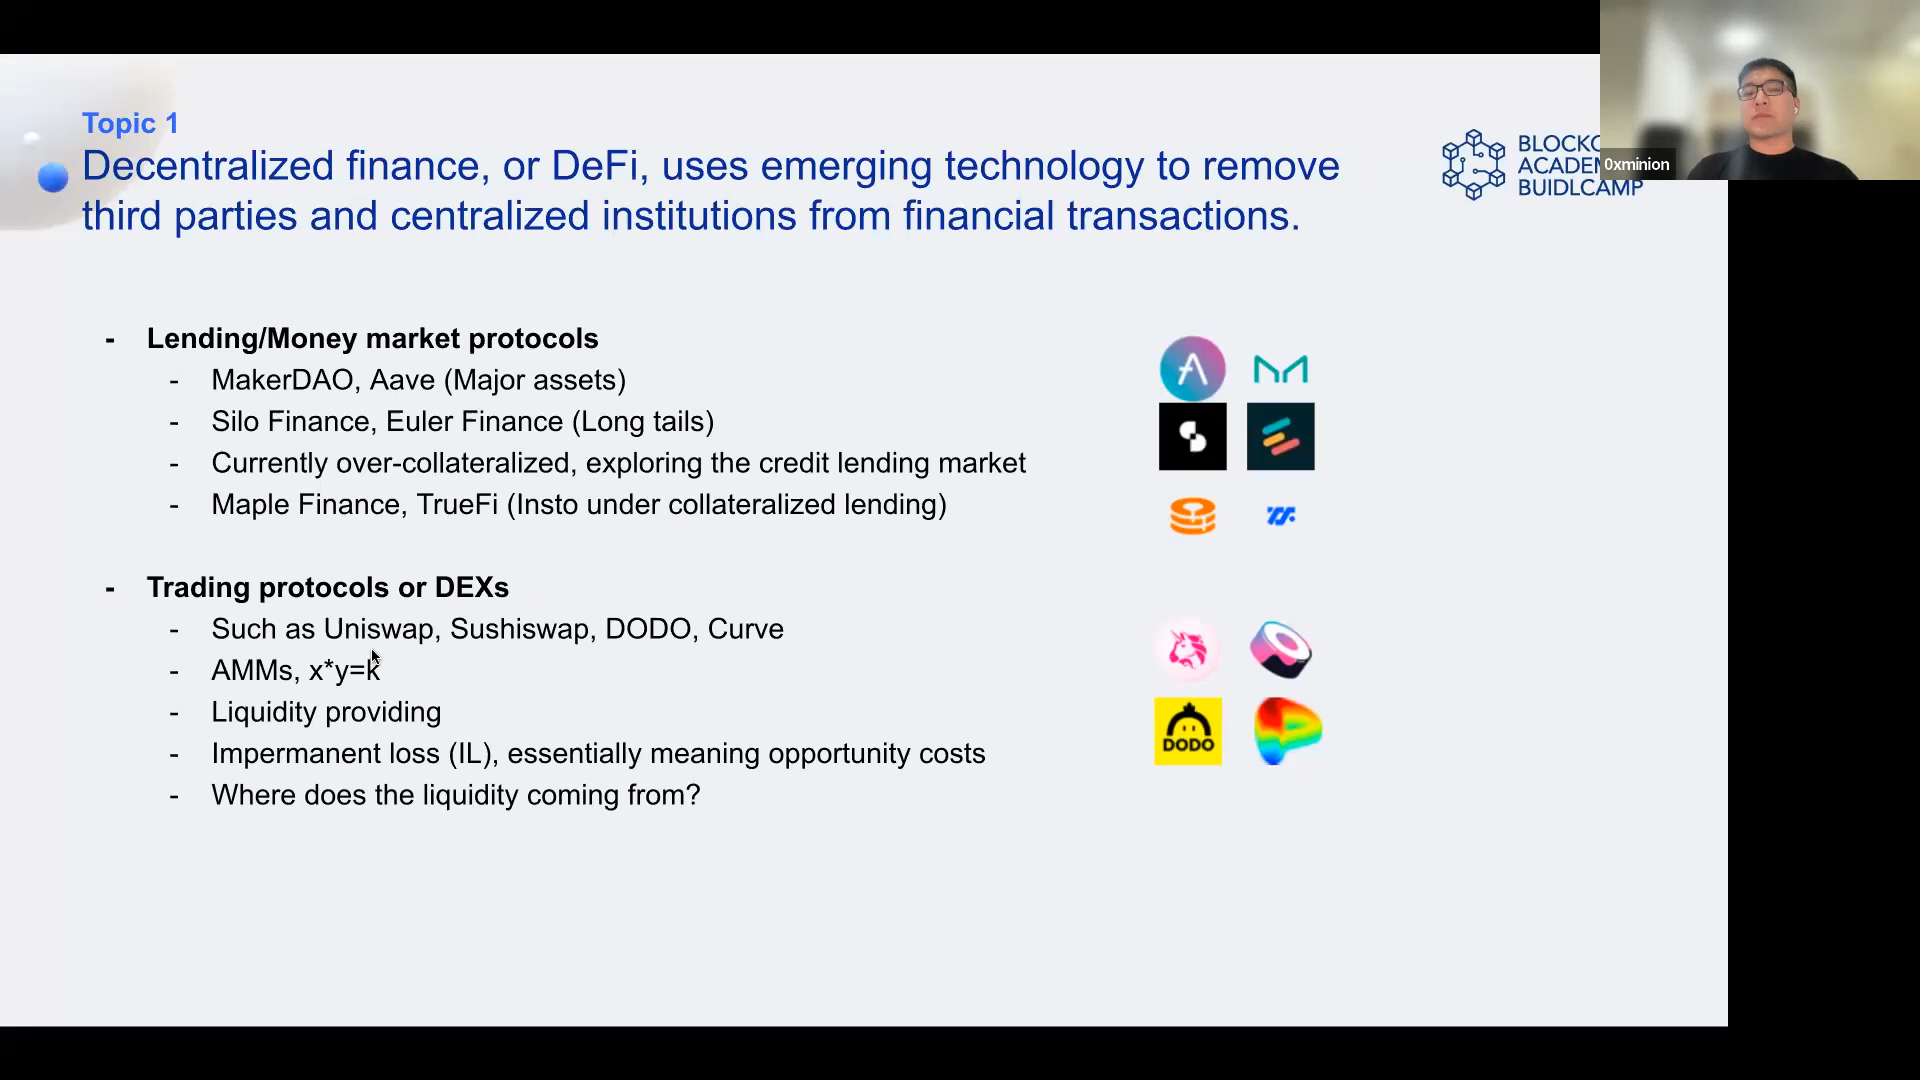 Topic 1
Decentralized finance, or DeFi, uses emerging technology to remove
third parties and centralized institutions from financial transactions.
ACADEM
BUIDLCAMP
0xminion
- Lending/Money market protocols
- MakerDAO, Aave (Major assets)
- Silo Finance, Euler Finance (Long tails)
- Currently over-collateralized, exploring the credit lending market
- Maple Finance, TrueFi (Insto under collateralized lending)
- Trading protocols or DEXs
- Such as Uniswap, Sushiswap, DODO, Curve
- AMMs, x*y=k
- Liquidity providing
- Impermanent loss (IL), essentially meaning opportunity costs
- Where does the liquidity coming from?
DODO